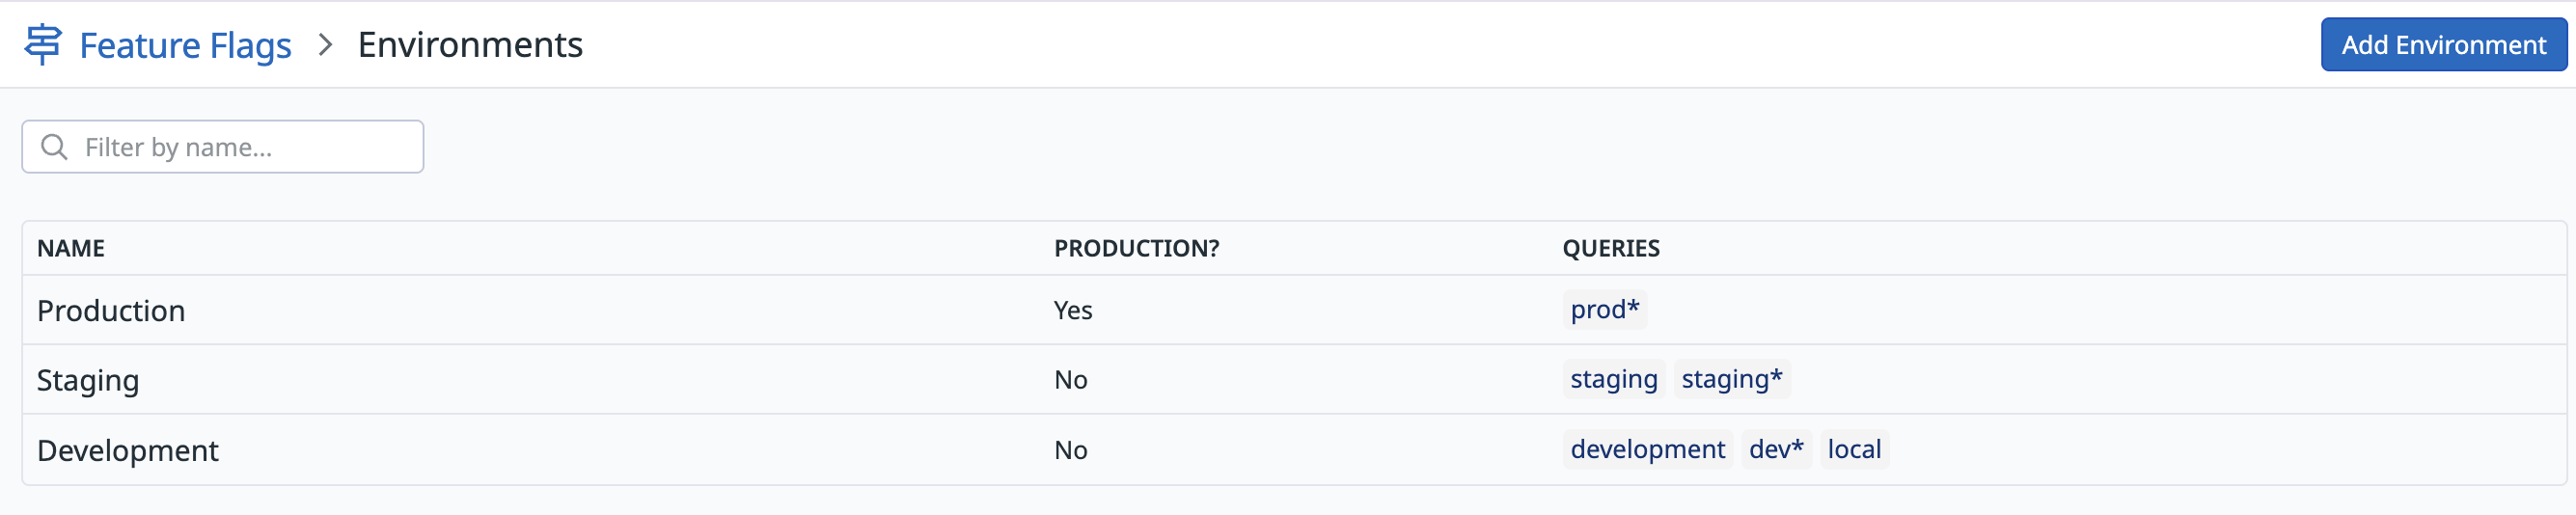 Feature Flags > Environments Add Environment
Filter by name...
NAME PRODUCTION? QUERIES
Production Yes prod*
Staging No staging staging*
Development No development dev* local